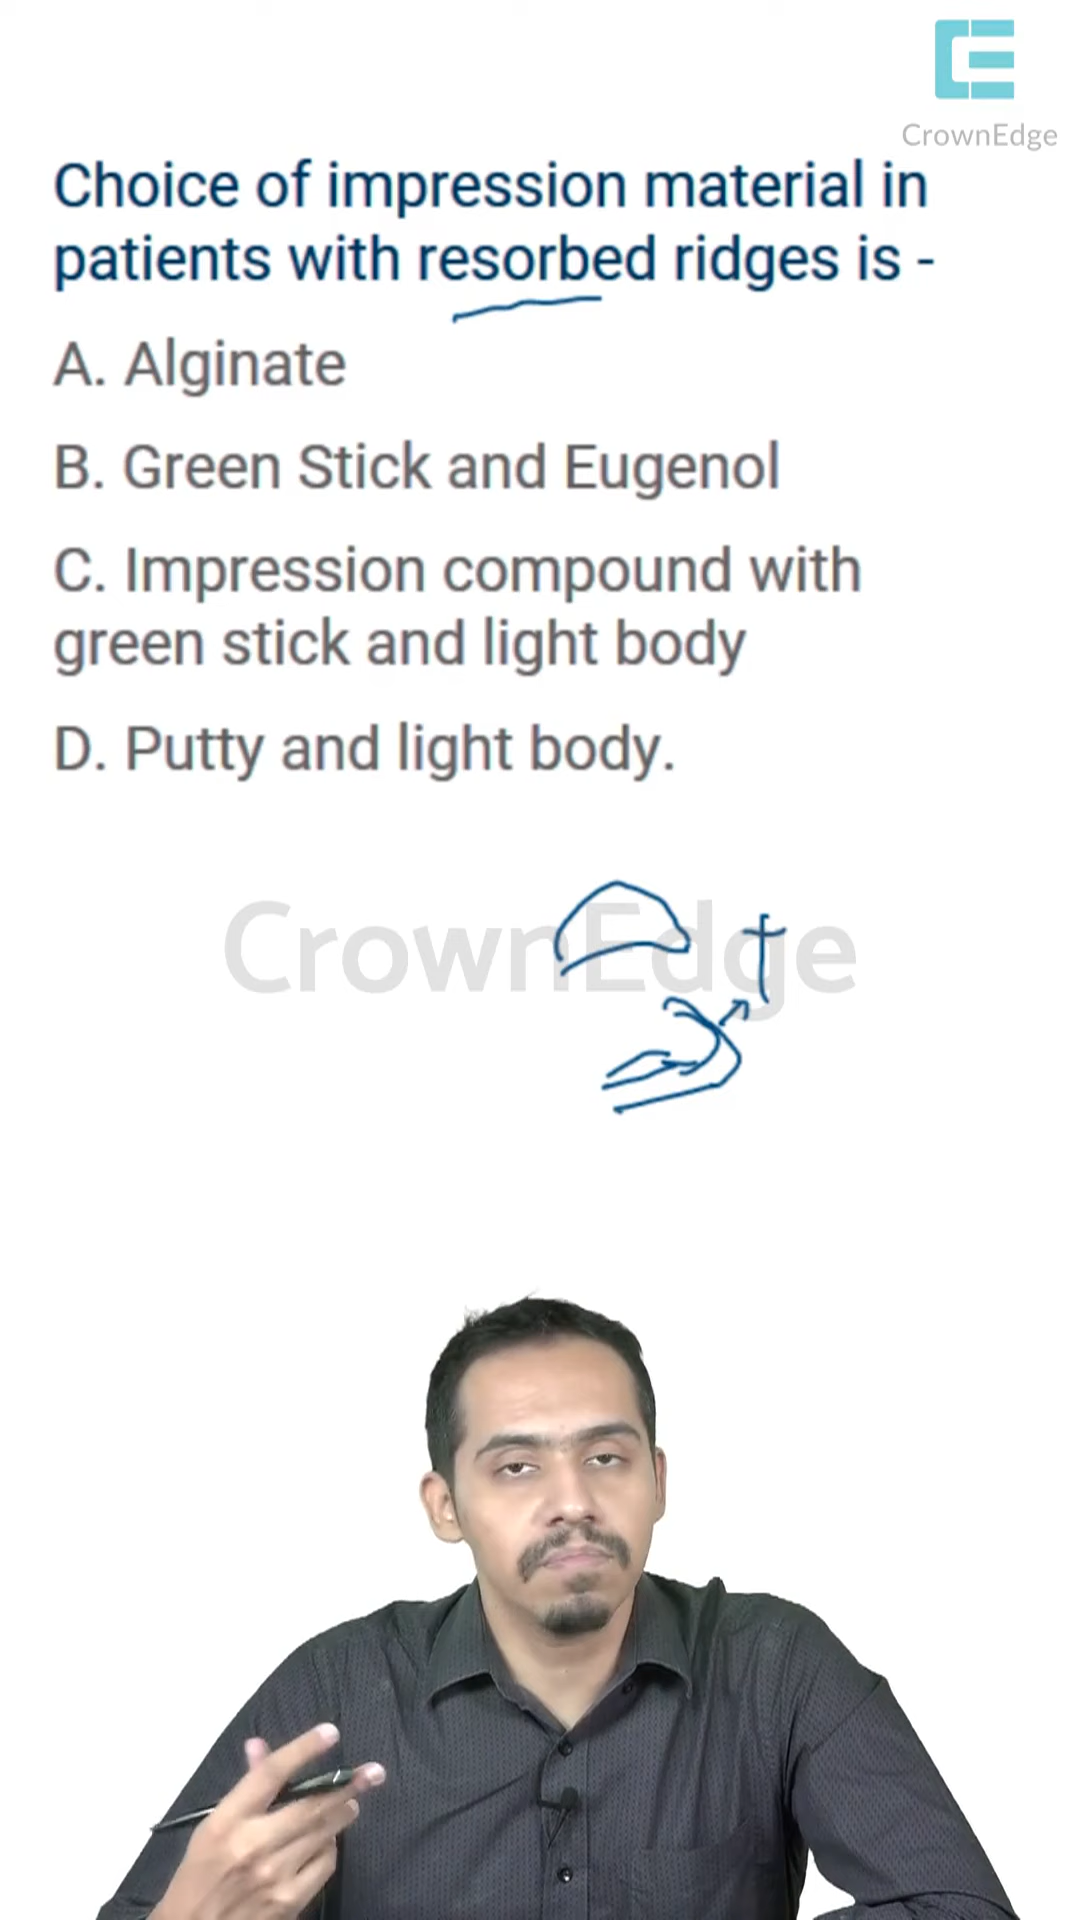 CrownEdge
Choice of impression material in
patients with resorbed ridges is -
A. Alginate
B. Green Stick and Eugenol
C. Impression compound with
green stick and light body
D. Putty and light body.
CrownEdge